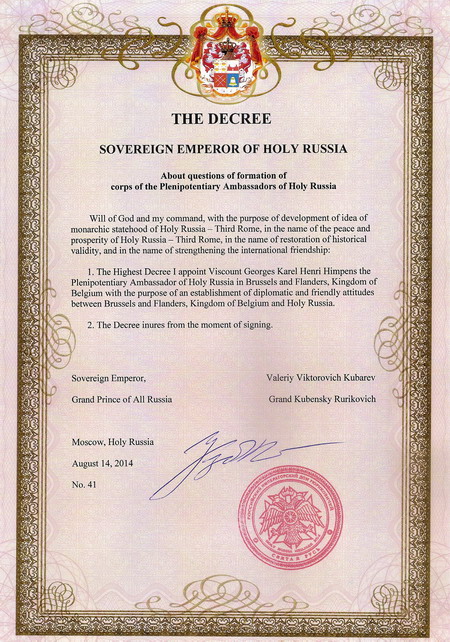 THE DECREE
SOVEREIGN EMPEROR OF HOLY RUSSIA
About questions of formation of
corps of the Plenipotentiary Ambassadors of Holy Russia
Will of God and my command, with the purpose of development of idea of
monarchic statehood of Holy Russia – Third Rome, in the name of the peace and
prosperity of Holy Russia – Third Rome, in the name of restoration of historical
validity, and in the name of strengthening the international friendship:
1. The Highest Decree I appoint Viscount Georges Karel Henri Himpens the
Plenipotentiary Ambassador of Holy Russia in Brussels and Flanders, Kingdom of
Belgium with the purpose of an establishment of diplomatic and friendly attitudes
between Brussels and Flanders, Kingdom of Belgium and Holy Russia.
2. The Decree inures from the moment of signing.
Sovereign Emperor, Valeriy Viktorovich Kubarev
Grand Prince of All Russia Grand Kubensky Rurikovich
Moscow, Holy Russia
August 14, 2014
No. 41
СВЯТАЯ РУСЬ